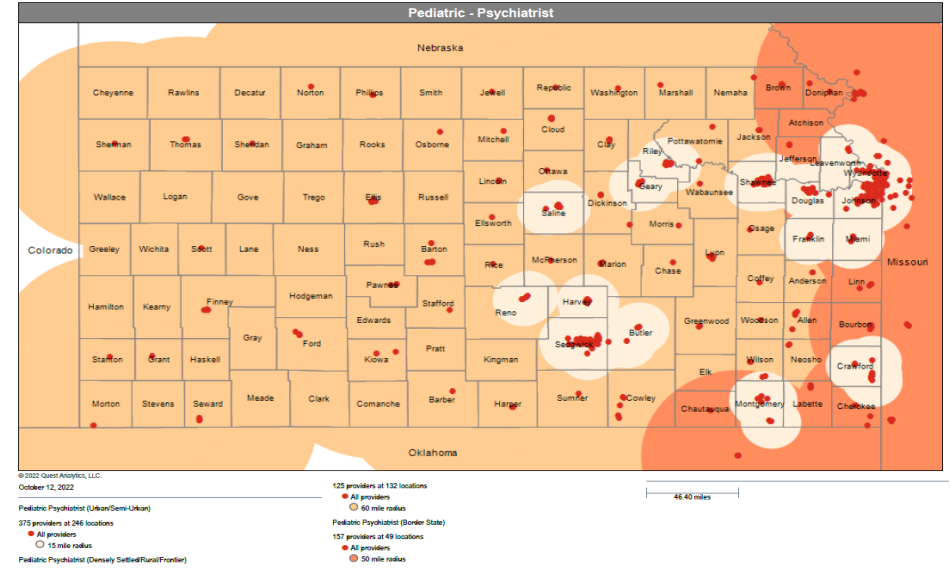 Pediatric - Psychiatrist
Nebraska
Cheyenne Rawlins Decatur Norton Phillips Smith Jewell Republic Washington Marshall Nemaha Brown Doniphan
Atchison
Sherman Thomas Sheridan Graham Rooks Osborne Mitchell Cloud Clay Riley Pottawatomie Jackson Jefferson Leavenworth
Wyandotte
Wallace Logan Gove Trego Ellis Russell Lincoln Ottawa Saline Dickinson Geary Wabaunsee Shawnee Douglas Johnson
Colorado Greeley Wichita Scott Lane Ness Rush Barton Ellsworth Rice McPherson Marion Morris Chase Lyon Osage Franklin Miami
Missouri
Hamilton Kearny Finney Hodgeman Pawnee Stafford Reno Harvey Coffey Anderson Linn
Gray Ford Edwards Sedgwick Butler Greenwood Woodson Allen Bourbon
Stanton Grant Haskell Kiowa Pratt Kingman Elk Wilson Neosho Crawford
Morton Stevens Seward Meade Clark Comanche Barber Harper Sumner Cowley Chautauqua Montgomery Labette Cherokee
Oklahoma
© 2022 Quest Analytics, LLC.
October 12, 2022
Pediatric Psychiatrist (Urban/Semi-Urban)
375 providers at 246 locations
All providers
15 mile radius
Pediatric Psychiatrist (Densely Settled/Rural/Frontier)
125 providers at 132 locations
All providers
60 mile radius
Pediatric Psychiatrist (Border State)
157 providers at 49 locations
All providers
50 mile radius
46.40 miles